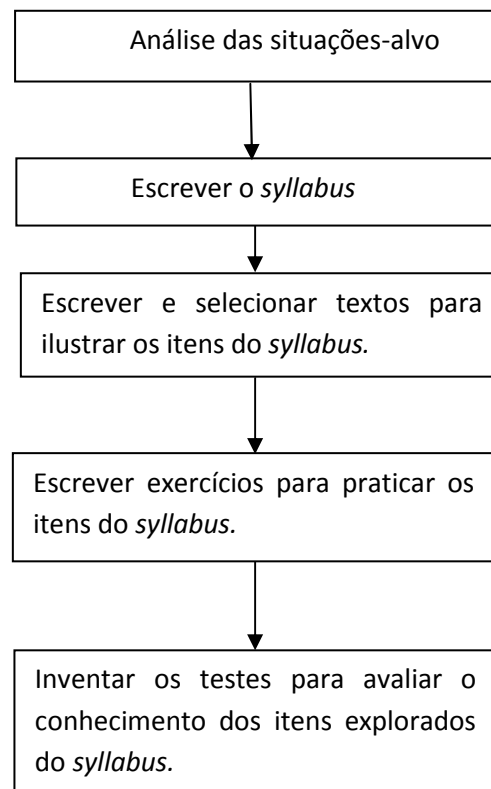 Análise das situações-alvo
Escrever o syllabus
Escrever e selecionar textos para
ilustrar os itens do syllabus.
Escrever exercícios para praticar os
itens do syllabus.
Inventar os testes para avaliar o
conhecimento dos itens explorados
do syllabus.